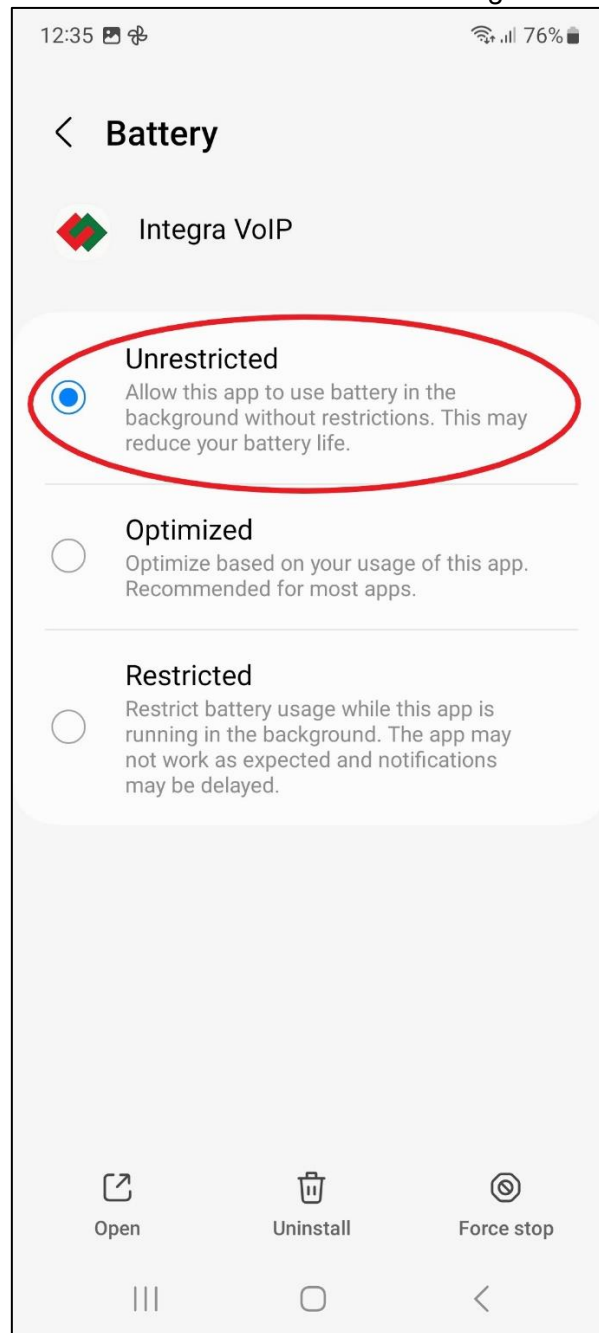 12:35
76%
Battery
Integra VoIP
Unrestricted
Allow this app to use battery in the
background without restrictions. This may
reduce your battery life.
Optimized
Optimize based on your usage of this app.
Recommended for most apps.
Restricted
Restrict battery usage while this app is
running in the background. The app may
not work as expected and notifications
may be delayed.
Open
Uninstall
Force stop